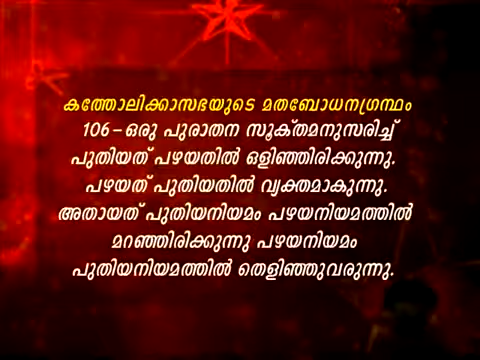 കത്തോലിക്കാസഭയുടെ മതബോധനഗ്രന്ഥം
106-ഒരു പുരാതന സൂക്തമനുസരിച്ച്
പുതിയത് പഴയതിൽ ഒളിഞ്ഞിരിക്കുന്നു.
പഴയത് പുതിയതിൽ വ്യക്തമാകുന്നു.
അതായത് പുതിയനിയമം പഴയനിയമത്തിൽ
മറഞ്ഞിരിക്കുന്നു പഴയനിയമം
പുതിയനിയമത്തിൽ തെളിഞ്ഞുവരുന്നു.